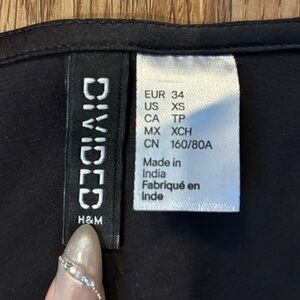 DIVIDED
H&M
EUR 34
US XS
CA TP
MX XCH
CN 160/80A
Made in
India
Fabriqué en
Inde